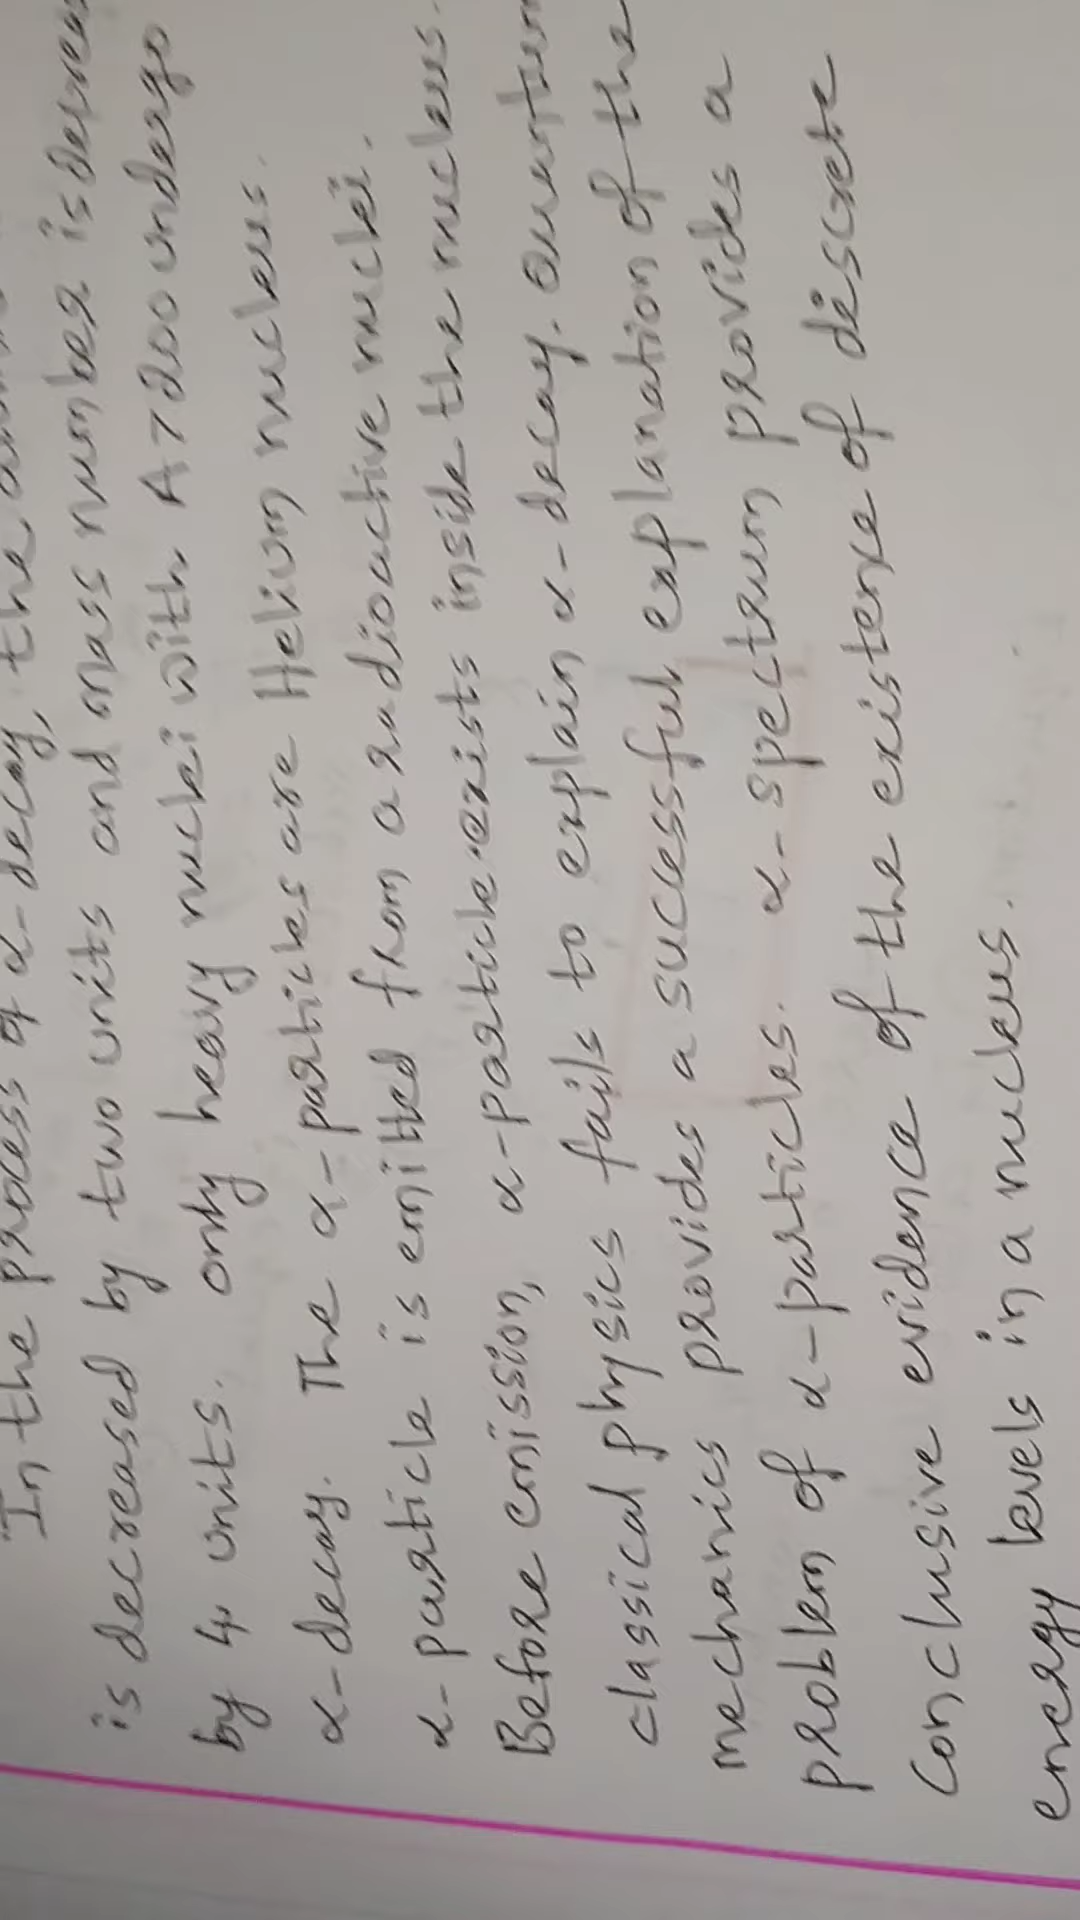 In the process of α-decay, the
is decreased by two units and mass number is decreas
by 4 units. only heavy nuclei with A>200 undergo
α-decay. The α-particles are Helium nucleus.
α-particle is emitted from a radioactive nuclei.
Before emission, α-particle exists inside the nucleus.
classical physics fails to explain α-decay. Quantum
mechanics provides a successful explanation of the
problem of α-particles. α-spectrum provides a
conclusive evidence of the existence of discrete
energy levels in a nucleus.